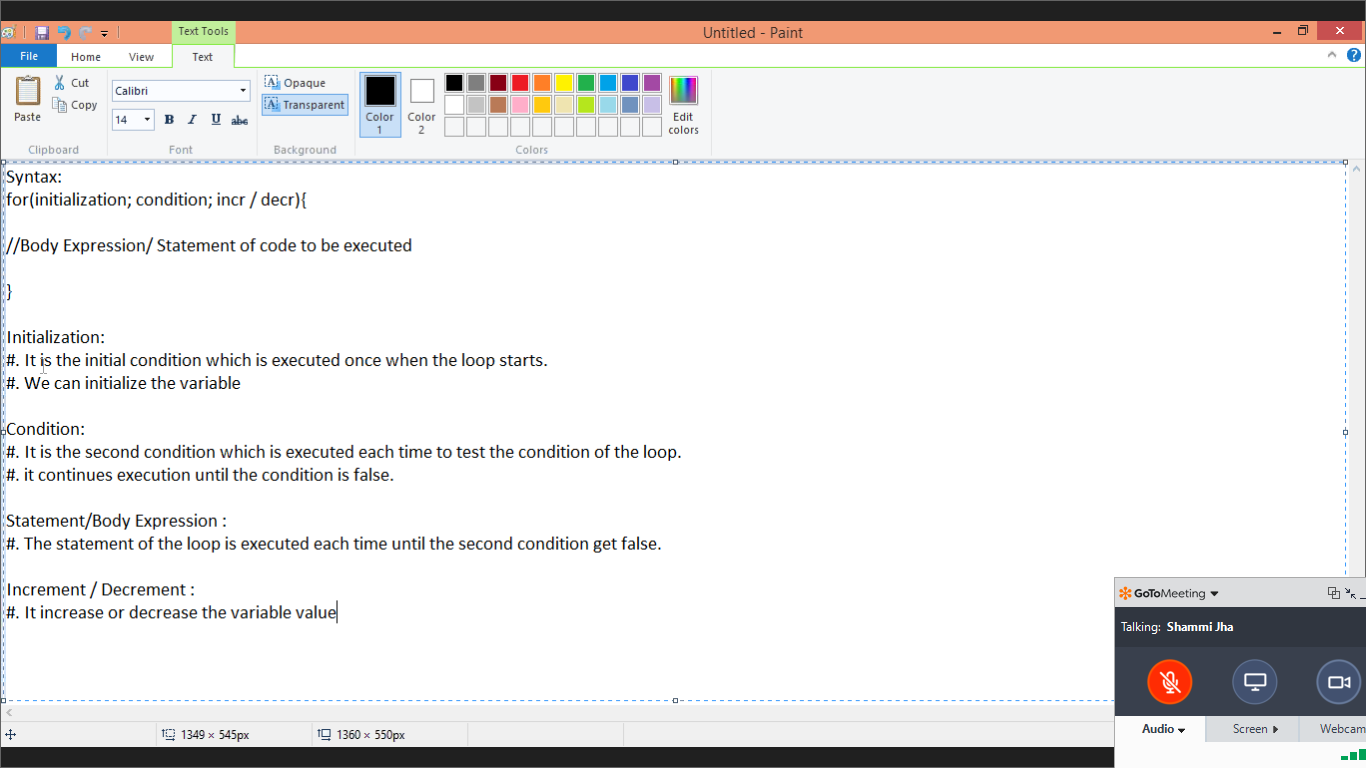 Text Tools
Untitled - Paint
File
Home
View
Text
Paste
Cut
Copy
Clipboard
Calibri
14
B I U abc
Font
Opaque
Transparent
Background
Color 1
Color 2
Edit colors
Colors
Syntax:
for(initialization; condition; incr / decr){
//Body Expression/ Statement of code to be executed
}
Initialization:
#. It is the initial condition which is executed once when the loop starts.
#. We can initialize the variable
Condition:
#. It is the second condition which is executed each time to test the condition of the loop.
#. it continues execution until the condition is false.
Statement/Body Expression :
#. The statement of the loop is executed each time until the second condition get false.
Increment / Decrement :
#. It increase or decrease the variable value
GoToMeeting
Talking: Shammi Jha
Audio
Screen
Webcam
1349 × 545px
1360 × 550px